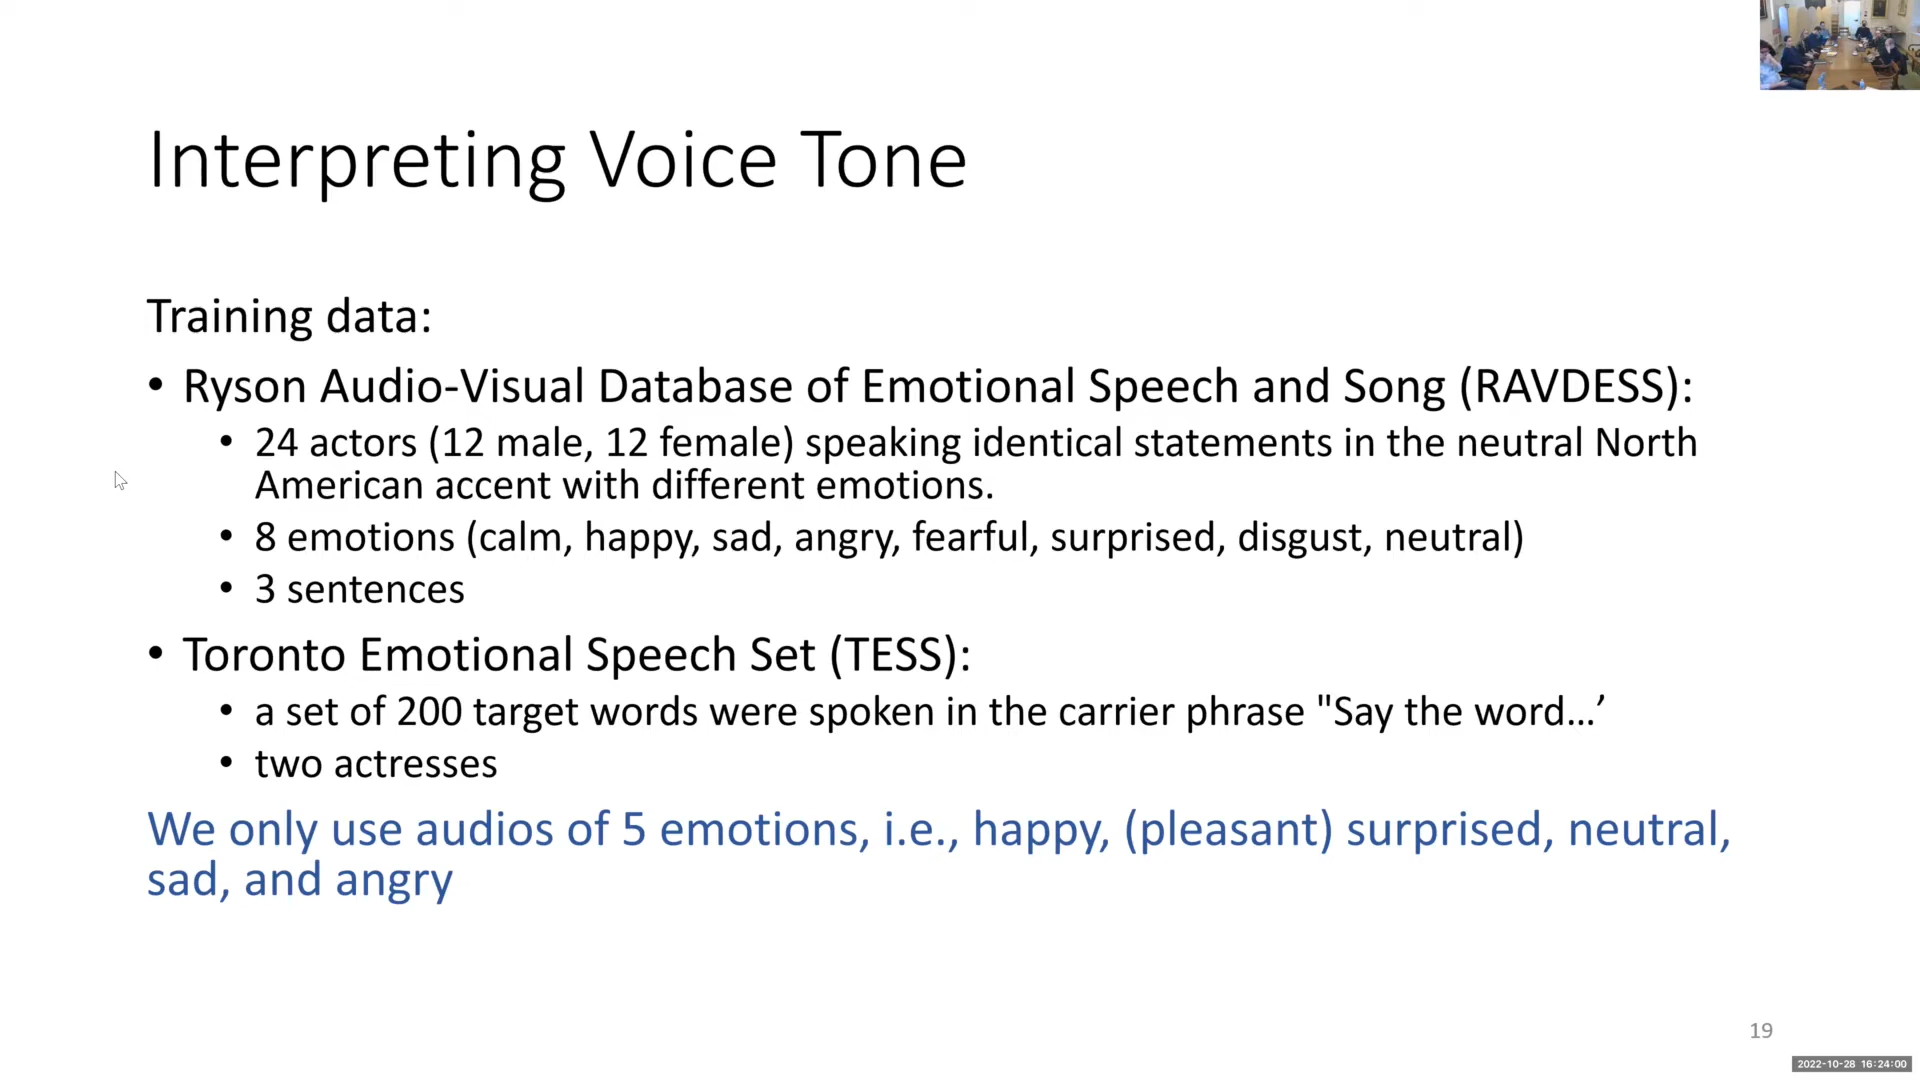 Interpreting Voice Tone
Training data:
• Ryson Audio-Visual Database of Emotional Speech and Song (RAVDESS):
• 24 actors (12 male, 12 female) speaking identical statements in the neutral North
American accent with different emotions.
• 8 emotions (calm, happy, sad, angry, fearful, surprised, disgust, neutral)
• 3 sentences
• Toronto Emotional Speech Set (TESS):
• a set of 200 target words were spoken in the carrier phrase "Say the word…’
• two actresses
We only use audios of 5 emotions, i.e., happy, (pleasant) surprised, neutral,
sad, and angry
19
2022-10-28 16:24:00